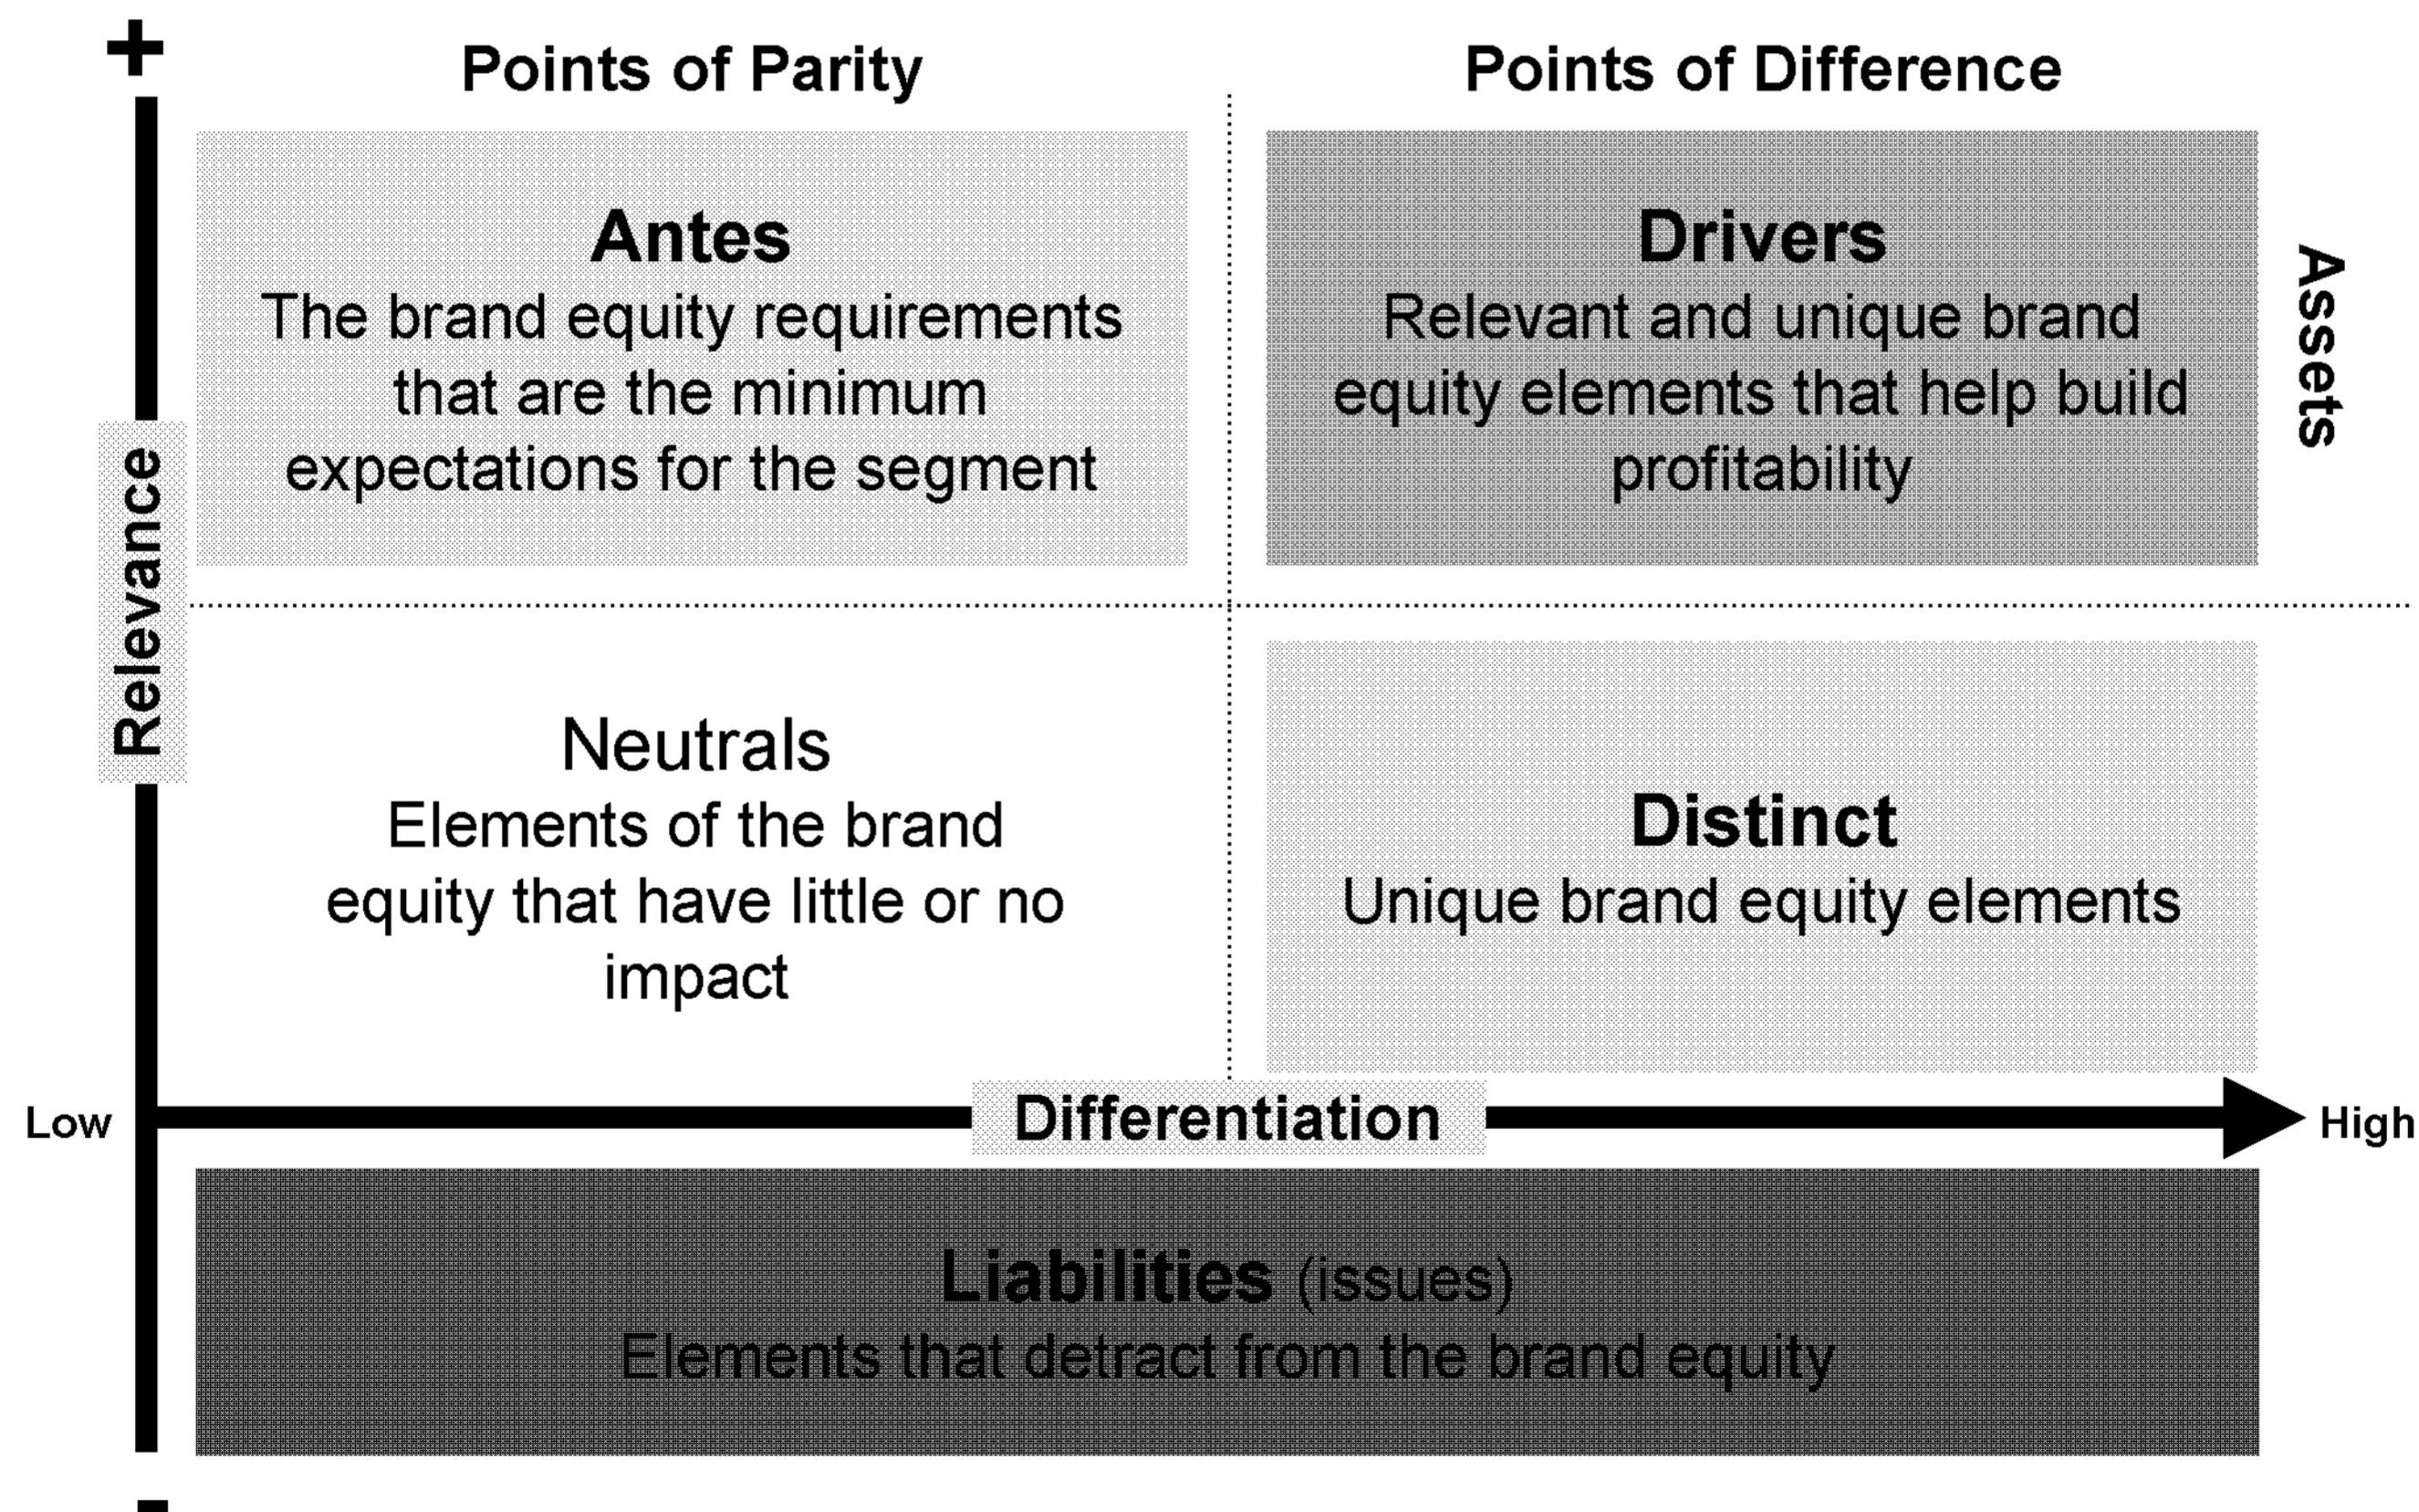 +
Points of Parity
Points of Difference
Antes
The brand equity requirements
that are the minimum
expectations for the segment
Drivers
Relevant and unique brand
equity elements that help build
profitability
Assets
Relevance
Neutrals
Elements of the brand
equity that have little or no
impact
Distinct
Unique brand equity elements
Low
Differentiation
High
Liabilities (issues)
Elements that detract from the brand equity
-